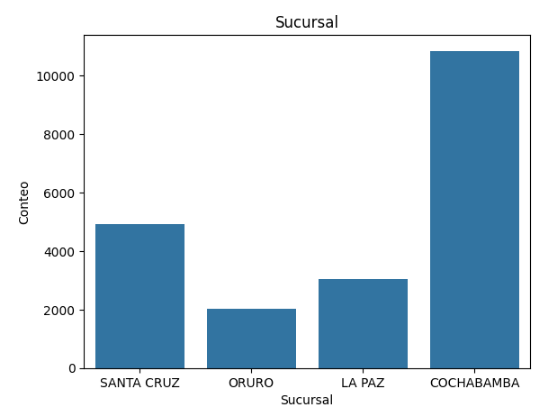 Sucursal
Conteo
10000
8000
6000
4000
2000
0
SANTA CRUZ ORURO LA PAZ COCHABAMBA
Sucursal